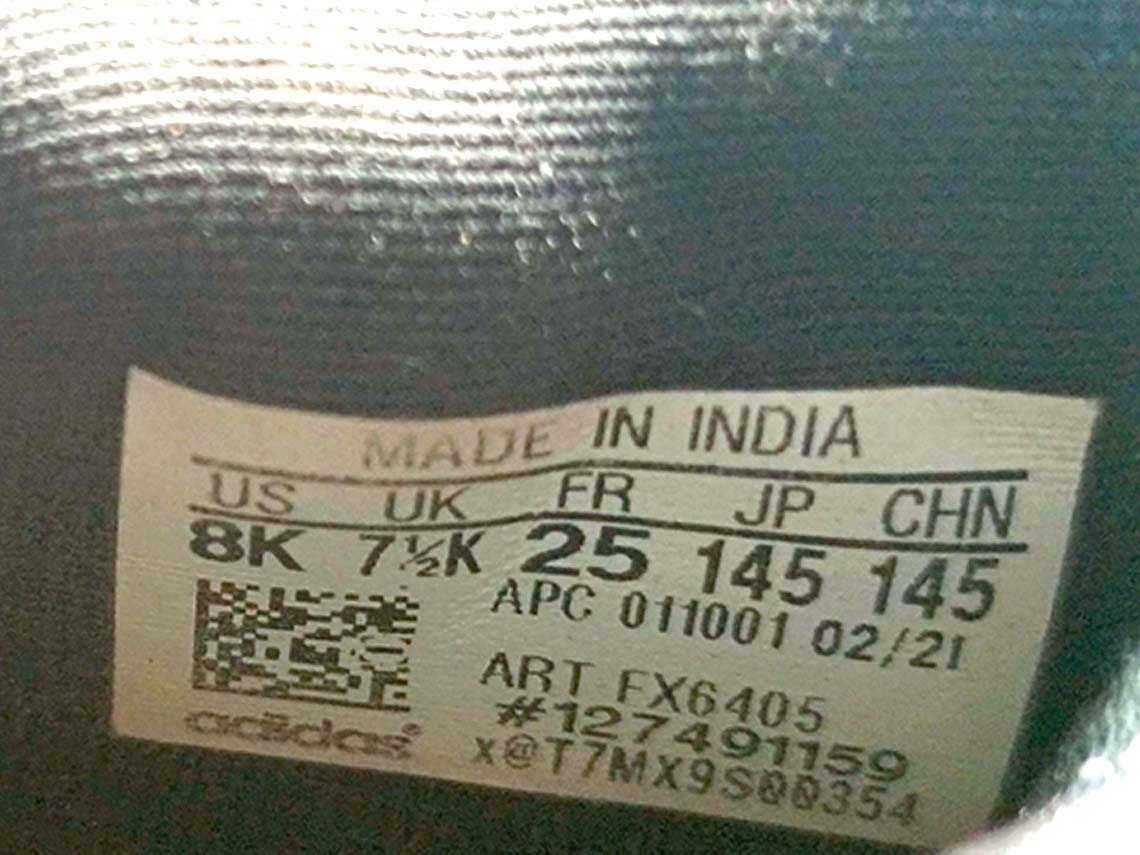 MADE IN INDIA
US UK FR JP CHN
8K 7½K 25 145 145
APC 011001 02/21
ART FX6405
#127491159
x@T7MX9S00354
adidas